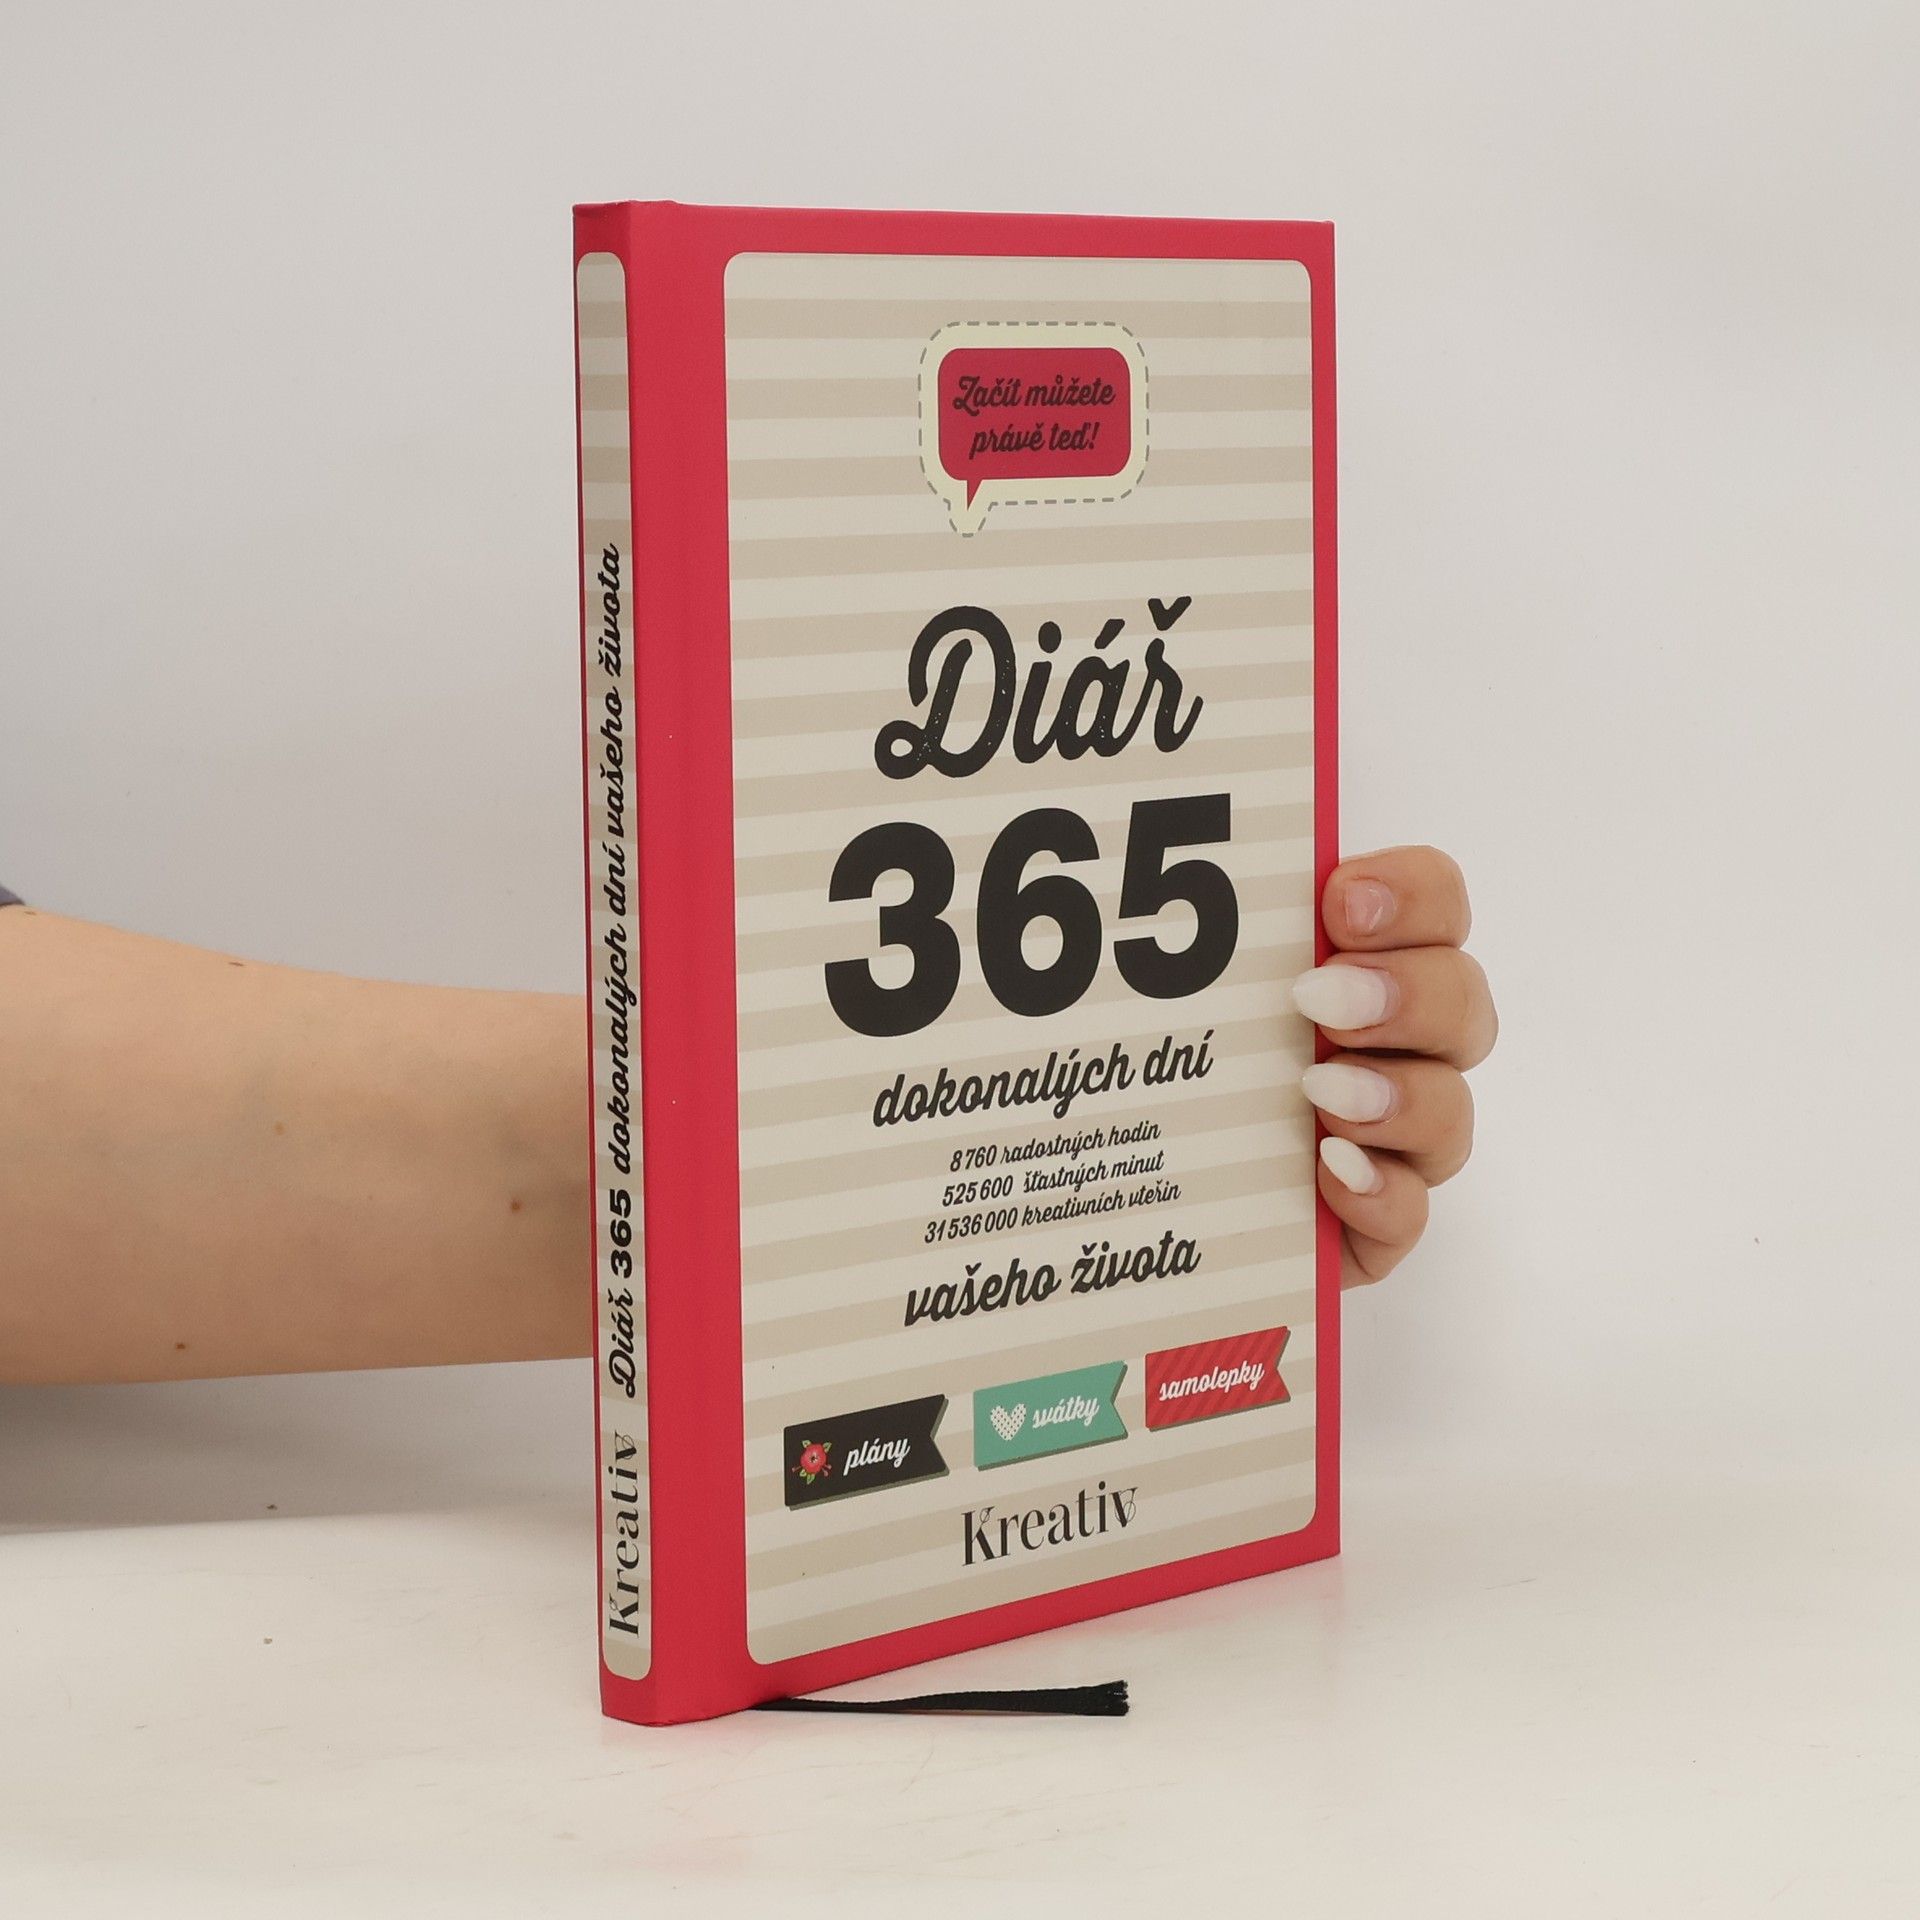 Diář 365 dokonalých dní vašeho života
Kreativ
Začít můžete
právě teď!
Diář
365
dokonalých dní
8 760 radostných hodin
525 600 šťastných minut
31 536 000 kreativních vteřin
vašeho života
plány
svátky
samolepky
Kreativ